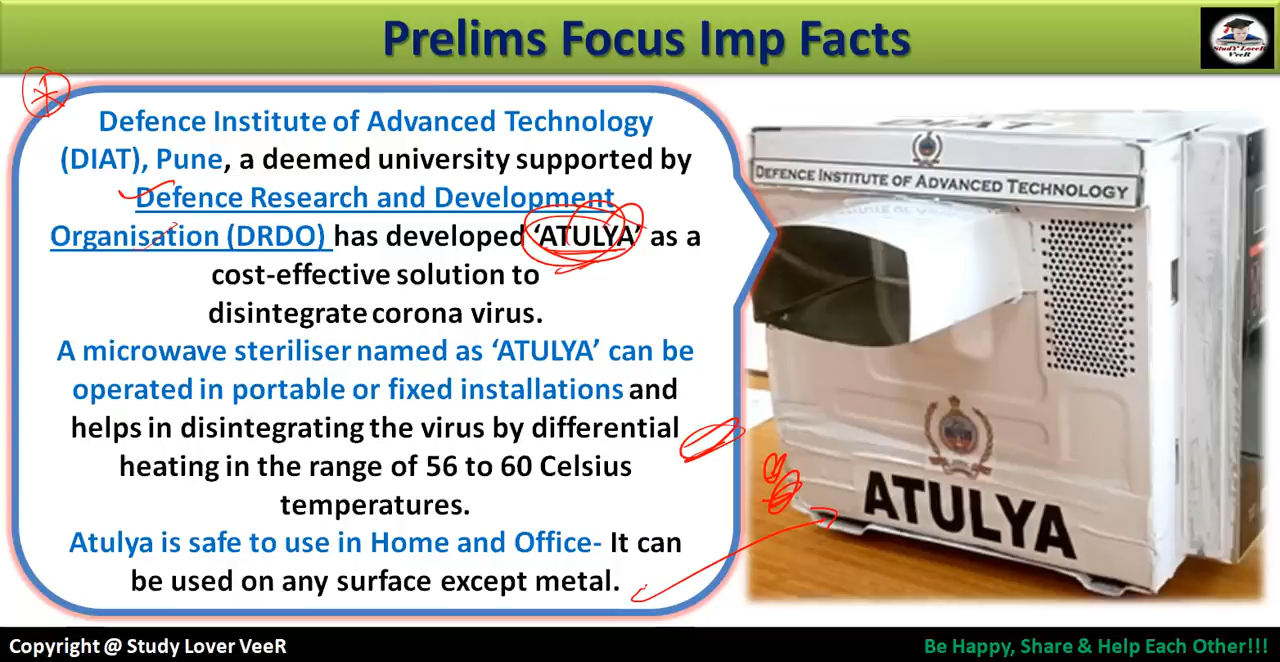 Prelims Focus Imp Facts
StudY LoveR
VeeR
Defence Institute of Advanced Technology
(DIAT), Pune, a deemed university supported by
Defence Research and Development
Organisation (DRDO) has developed ‘ATULYA’ as a
cost-effective solution to
disintegrate corona virus.
A microwave steriliser named as ‘ATULYA’ can be
operated in portable or fixed installations and
helps in disintegrating the virus by differential
heating in the range of 56 to 60 Celsius
temperatures.
Atulya is safe to use in Home and Office- It can
be used on any surface except metal.
DIAT
DEFENCE INSTITUTE OF ADVANCED TECHNOLOGY
ATULYA
Copyright @ Study Lover VeeR
Be Happy, Share & Help Each Other!!!